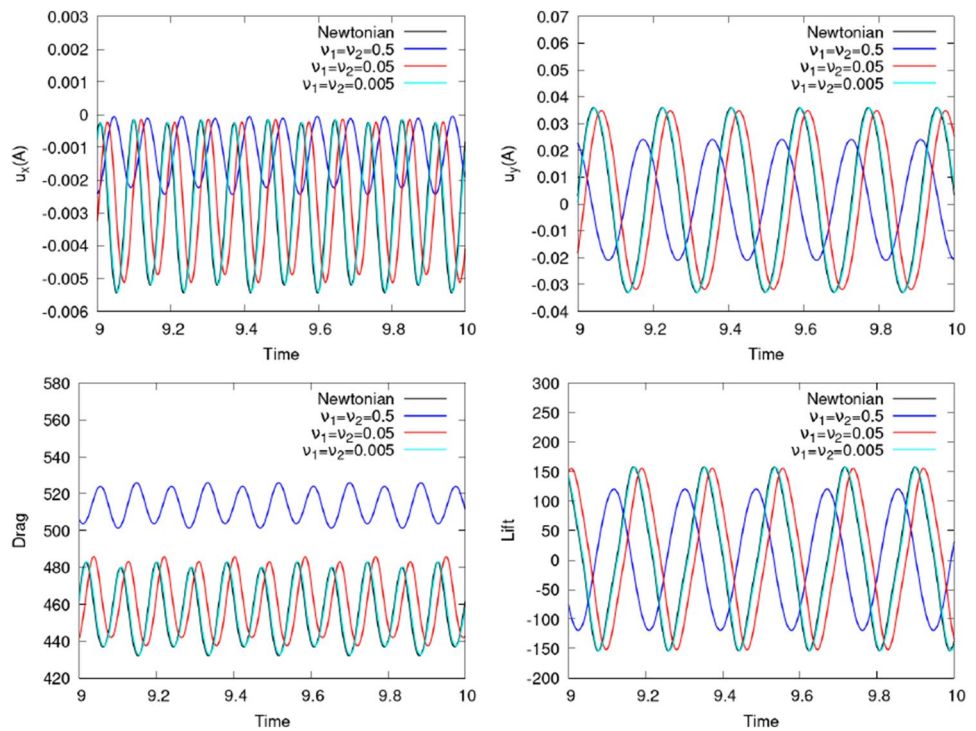 0.003
0.002
0.001
0
-0.001
-0.002
-0.003
-0.004
-0.005
-0.006
uₓ(A)
Newtonian
ν₁=ν₂=0.5
ν₁=ν₂=0.05
ν₁=ν₂=0.005
9 9.2 9.4 9.6 9.8 10
Time
0.07
0.06
0.05
0.04
0.03
0.02
0.01
0
-0.01
-0.02
-0.03
-0.04
u_y(A)
Newtonian
ν₁=ν₂=0.5
ν₁=ν₂=0.05
ν₁=ν₂=0.005
9 9.2 9.4 9.6 9.8 10
Time
580
560
540
520
500
480
460
440
420
Drag
Newtonian
ν₁=ν₂=0.5
ν₁=ν₂=0.05
ν₁=ν₂=0.005
9 9.2 9.4 9.6 9.8 10
Time
300
250
200
150
100
50
0
-50
-100
-150
-200
Lift
Newtonian
ν₁=ν₂=0.5
ν₁=ν₂=0.05
ν₁=ν₂=0.005
9 9.2 9.4 9.6 9.8 10
Time